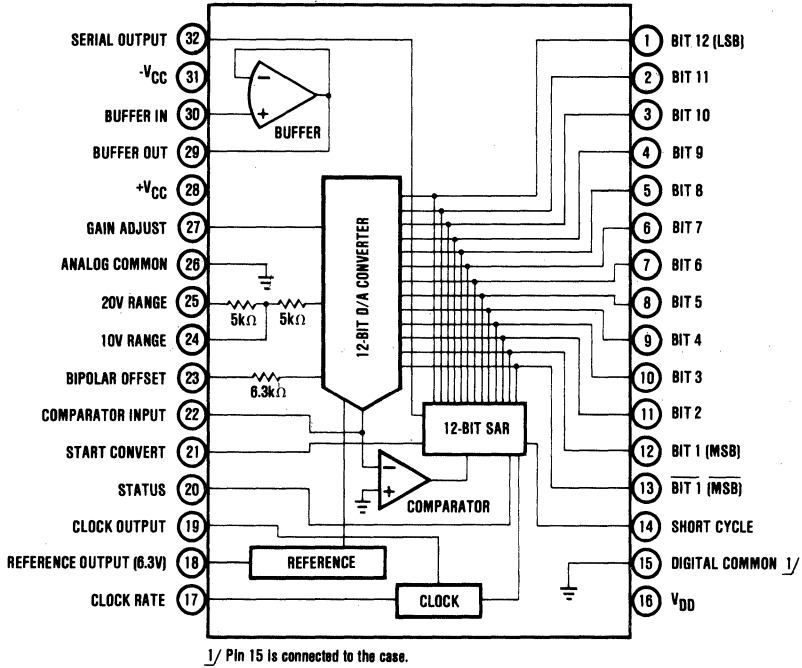 SERIAL OUTPUT 32
-VCC 31
BUFFER IN 30
BUFFER OUT 29
+VCC 28
GAIN ADJUST 27
ANALOG COMMON 26
20V RANGE 25
10V RANGE 24
BIPOLAR OFFSET 23
COMPARATOR INPUT 22
START CONVERT 21
STATUS 20
CLOCK OUTPUT 19
REFERENCE OUTPUT (6.3V) 18
CLOCK RATE 17
BUFFER
5kΩ 5kΩ
6.3kΩ
12-BIT D/A CONVERTER
12-BIT SAR
COMPARATOR
REFERENCE
CLOCK
1 BIT 12 (LSB)
2 BIT 11
3 BIT 10
4 BIT 9
5 BIT 8
6 BIT 7
7 BIT 6
8 BIT 5
9 BIT 4
10 BIT 3
11 BIT 2
12 BIT 1 (MSB)
13 BIT 1 (MSB)
14 SHORT CYCLE
15 DIGITAL COMMON 1/
16 VDD
1/ Pin 15 is connected to the case.